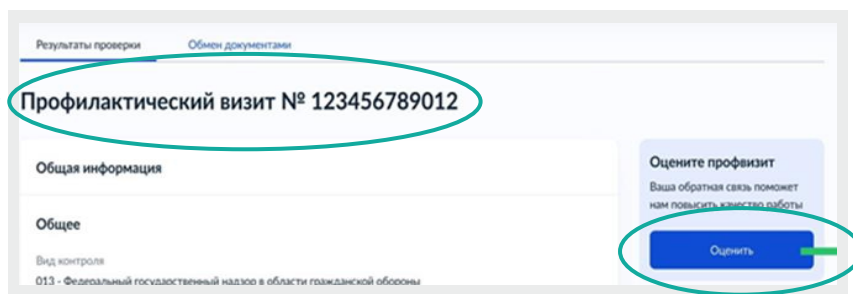 Результаты проверки
Обмен документами
Профилактический визит № 123456789012
Общая информация
Общее
Вид контроля
013 - Федеральный государственный надзор в области гражданской обороны
Оцените профвизит
Ваша обратная связь поможет
нам повысить качество работы
Оценить